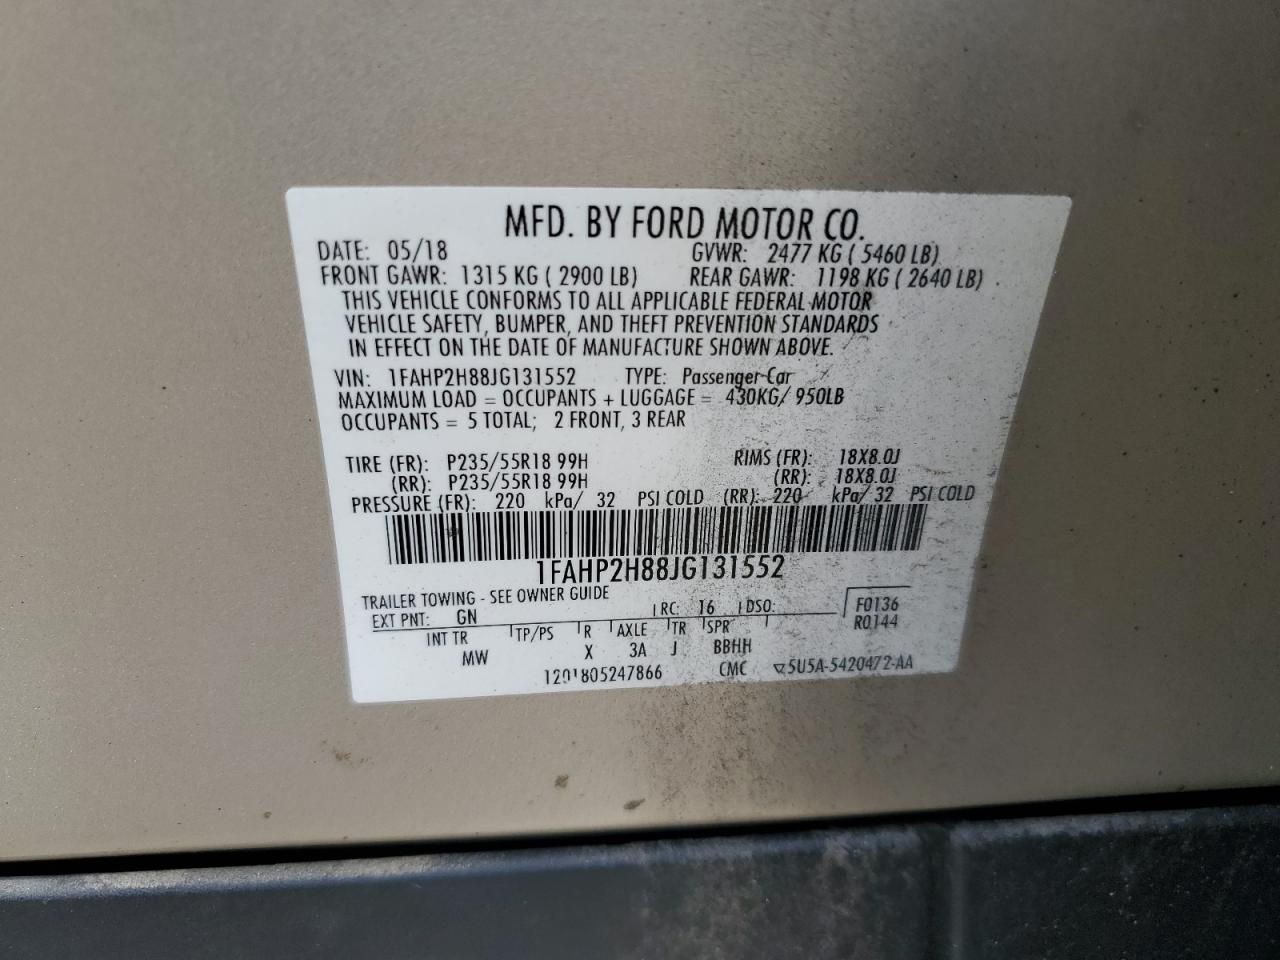 MFD. BY FORD MOTOR CO.
DATE: 05/18 GVWR: 2477 KG ( 5460 LB)
FRONT GAWR: 1315 KG ( 2900 LB) REAR GAWR: 1198 KG ( 2640 LB)
THIS VEHICLE CONFORMS TO ALL APPLICABLE FEDERAL MOTOR
VEHICLE SAFETY, BUMPER, AND THEFT PREVENTION STANDARDS
IN EFFECT ON THE DATE OF MANUFACTURE SHOWN ABOVE.
VIN: 1FAHP2H88JG131552 TYPE: Passenger-Car
MAXIMUM LOAD = OCCUPANTS + LUGGAGE = 430KG/ 950LB
OCCUPANTS = 5 TOTAL; 2 FRONT, 3 REAR
TIRE (FR): P235/55R18 99H RIMS (FR): 18X8.0J
(RR): P235/55R18 99H (RR): 18X8.0J
PRESSURE (FR): 220 kPa/ 32 PSI COLD (RR): 220 kPa/ 32 PSI COLD
1FAHP2H88JG131552
TRAILER TOWING - SEE OWNER GUIDE
EXT PNT: GN RC: 16 DSO: F0136
R0144
INT TR TP/PS R AXLE TR SPR
MW X 3A J BBHH
1201805247866 CMC 5U5A-5420472-AA